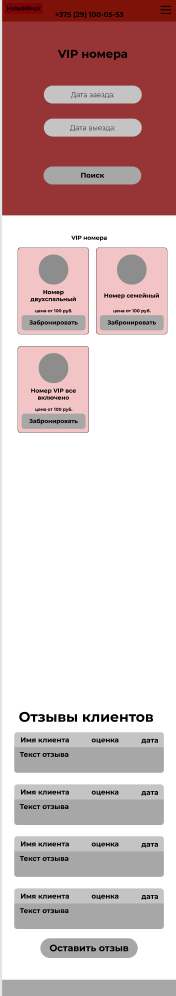 +375 (29) 100-05-53
VIP номера
Дата заезда:
Дата выезда:
Поиск
VIP номера
Номер
двухспальный
цена от 100 руб.
Забронировать
Номер семейный
цена от 100 руб.
Забронировать
Номер VIP все
включено
цена от 100 руб.
Забронировать
Отзывы клиентов
Имя клиента оценка дата
Текст отзыва
Имя клиента оценка дата
Текст отзыва
Имя клиента оценка дата
Текст отзыва
Имя клиента оценка дата
Текст отзыва
Оставить отзыв